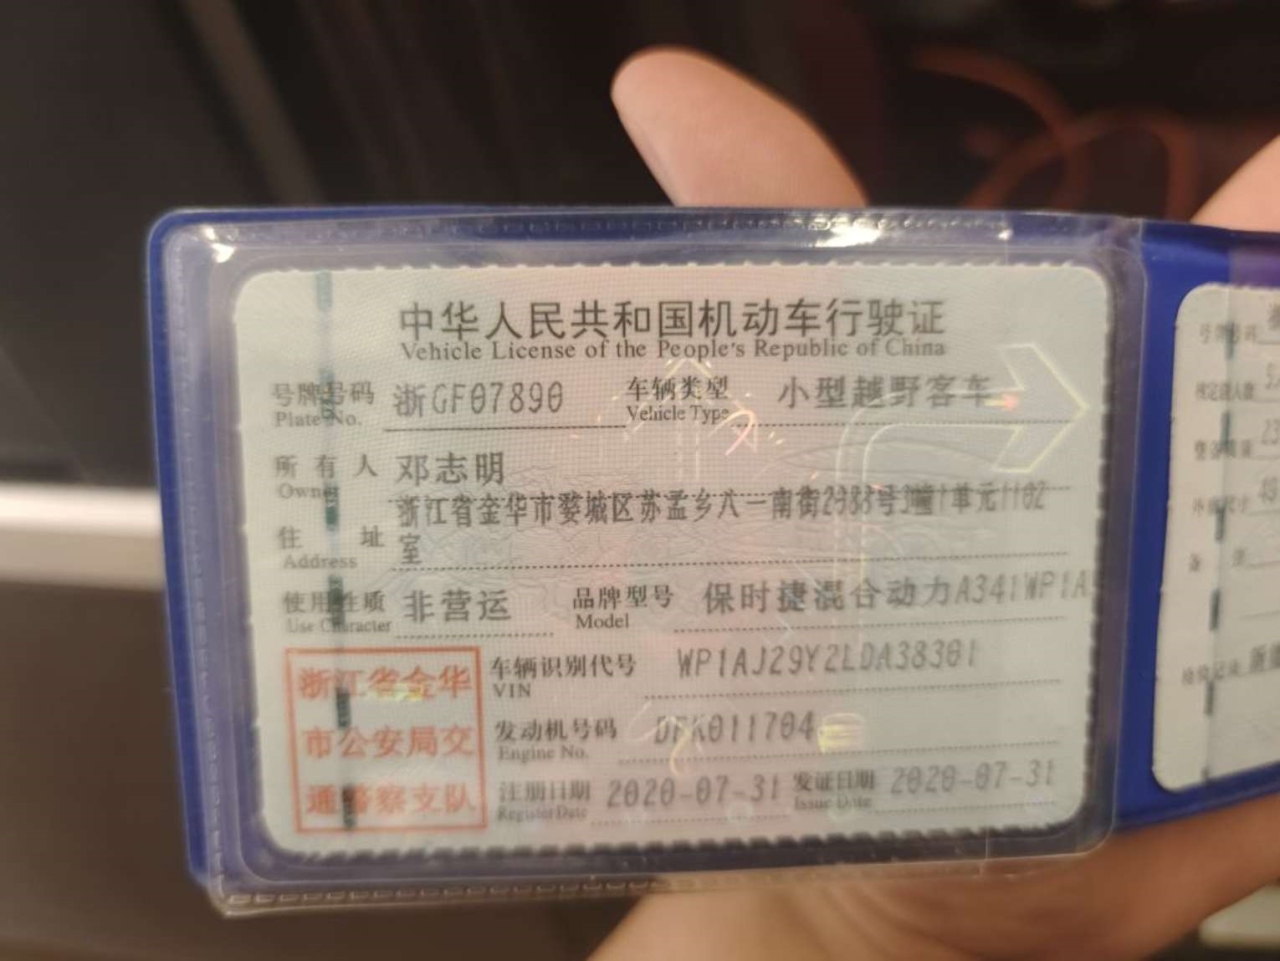 中华人民共和国机动车行驶证
Vehicle License of the People's Republic of China
号牌号码 浙GF07890 车辆类型 小型越野客车
Plate No. Vehicle Type
所有人 邓志明
Owner
浙江省金华市婺城区苏孟乡八一南街2388号3幢1单元1102
住址 室
Address
使用性质 非营运 品牌型号 保时捷混合动力A341WP1A
Use Character Model
浙江省金华 车辆识别代号 WP1AJ29Y2LDA38361
VIN
市公安局交 发动机号码 DFK011704
Engine No.
通警察支队 注册日期 2020-07-31 发证日期 2020-07-31
Register Date Issue Date